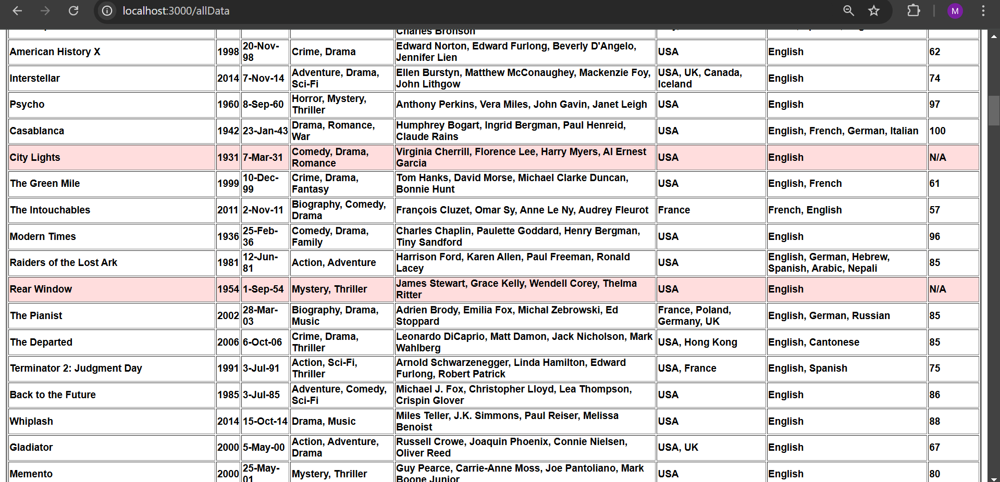 localhost:3000/allData
M
Charles Bronson
American History X 1998 20-Nov-98 Crime, Drama Edward Norton, Edward Furlong, Beverly D'Angelo, Jennifer Lien USA English 62
Interstellar 2014 7-Nov-14 Adventure, Drama, Sci-Fi Ellen Burstyn, Matthew McConaughey, Mackenzie Foy, John Lithgow USA, UK, Canada, Iceland English 74
Psycho 1960 8-Sep-60 Horror, Mystery, Thriller Anthony Perkins, Vera Miles, John Gavin, Janet Leigh USA English 97
Casablanca 1942 23-Jan-43 Drama, Romance, War Humphrey Bogart, Ingrid Bergman, Paul Henreid, Claude Rains USA English, French, German, Italian 100
City Lights 1931 7-Mar-31 Comedy, Drama, Romance Virginia Cherrill, Florence Lee, Harry Myers, Al Ernest Garcia USA English N/A
The Green Mile 1999 10-Dec-99 Crime, Drama, Fantasy Tom Hanks, David Morse, Michael Clarke Duncan, Bonnie Hunt USA English, French 61
The Intouchables 2011 2-Nov-11 Biography, Comedy, Drama François Cluzet, Omar Sy, Anne Le Ny, Audrey Fleurot France French, English 57
Modern Times 1936 25-Feb-36 Comedy, Drama, Family Charles Chaplin, Paulette Goddard, Henry Bergman, Tiny Sandford USA English 96
Raiders of the Lost Ark 1981 12-Jun-81 Action, Adventure Harrison Ford, Karen Allen, Paul Freeman, Ronald Lacey USA English, German, Hebrew, Spanish, Arabic, Nepali 85
Rear Window 1954 1-Sep-54 Mystery, Thriller James Stewart, Grace Kelly, Wendell Corey, Thelma Ritter USA English N/A
The Pianist 2002 28-Mar-03 Biography, Drama, Music Adrien Brody, Emilia Fox, Michal Zebrowski, Ed Stoppard France, Poland, Germany, UK English, German, Russian 85
The Departed 2006 6-Oct-06 Crime, Drama, Thriller Leonardo DiCaprio, Matt Damon, Jack Nicholson, Mark Wahlberg USA, Hong Kong English, Cantonese 85
Terminator 2: Judgment Day 1991 3-Jul-91 Action, Sci-Fi, Thriller Arnold Schwarzenegger, Linda Hamilton, Edward Furlong, Robert Patrick USA, France English, Spanish 75
Back to the Future 1985 3-Jul-85 Adventure, Comedy, Sci-Fi Michael J. Fox, Christopher Lloyd, Lea Thompson, Crispin Glover USA English 86
Whiplash 2014 15-Oct-14 Drama, Music Miles Teller, J.K. Simmons, Paul Reiser, Melissa Benoist USA English 88
Gladiator 2000 5-May-00 Action, Adventure, Drama Russell Crowe, Joaquin Phoenix, Connie Nielsen, Oliver Reed USA, UK English 67
Memento 2000 25-May-01 Mystery, Thriller Guy Pearce, Carrie-Anne Moss, Joe Pantoliano, Mark Boone Junior USA English 80